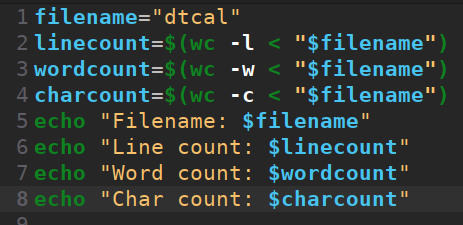 1 filename="dtcal"
2 linecount=$(wc -l < "$filename")
3 wordcount=$(wc -w < "$filename")
4 charcount=$(wc -c < "$filename")
5 echo "Filename: $filename"
6 echo "Line count: $linecount"
7 echo "Word count: $wordcount"
8 echo "Char count: $charcount"
9